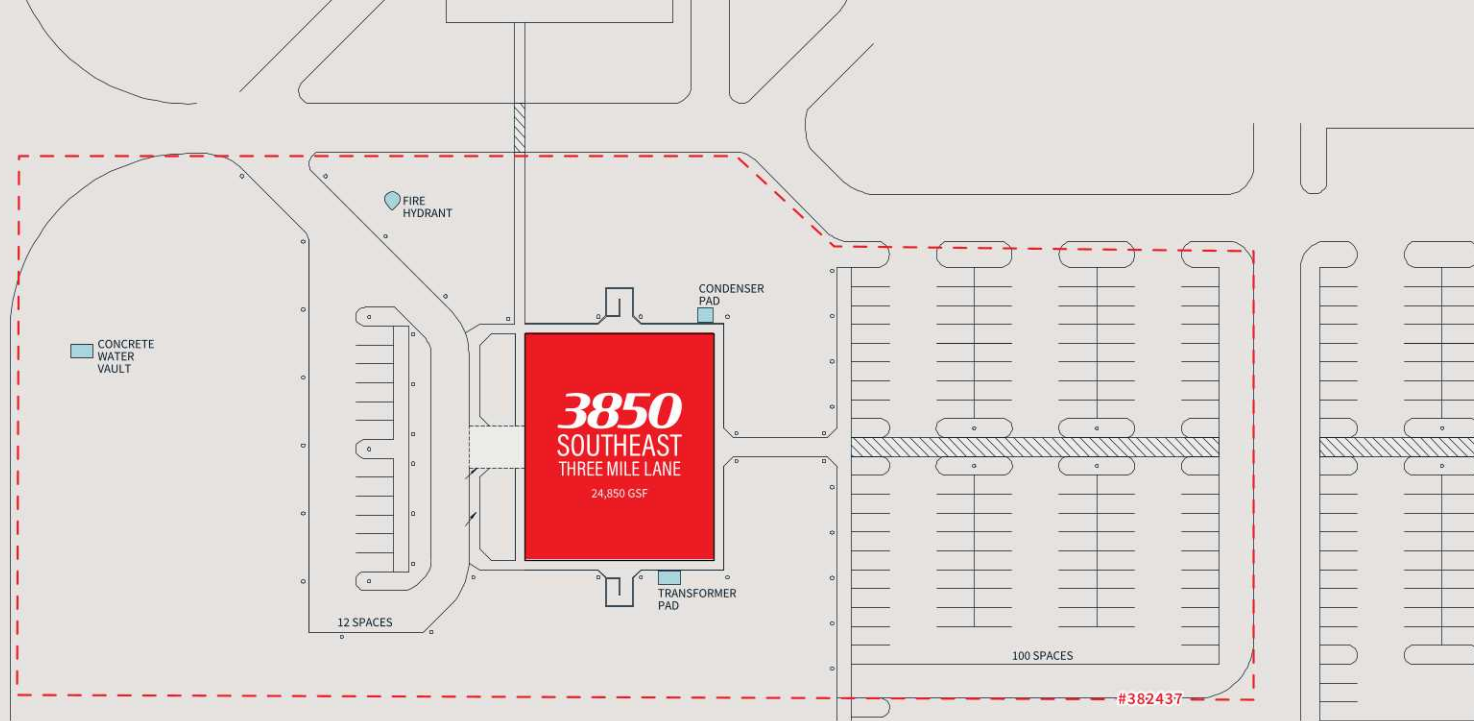 FIRE
HYDRANT
CONDENSER
PAD
CONCRETE
WATER
VAULT
3850
SOUTHEAST
THREE MILE LANE
24,850 GSF
TRANSFORMER
PAD
12 SPACES
100 SPACES
#382437